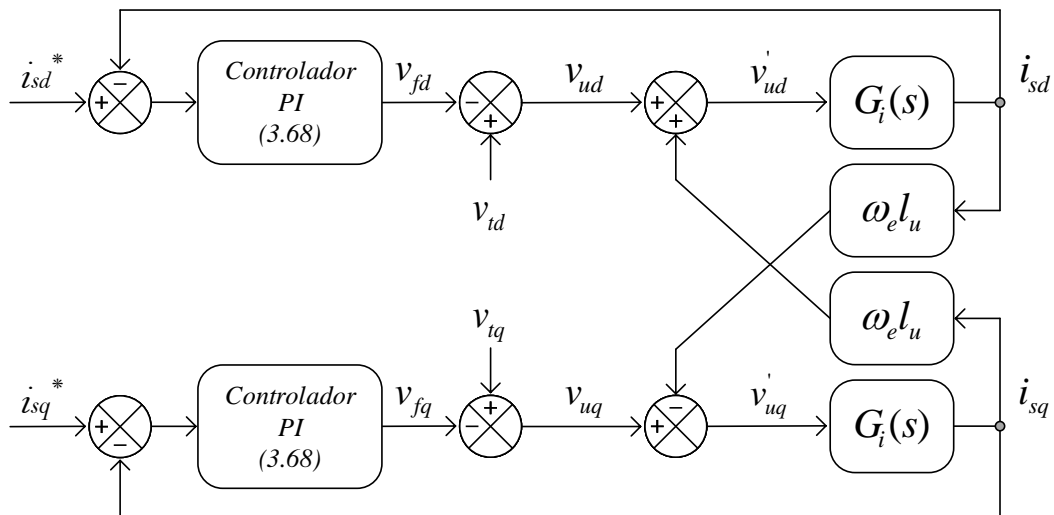 i_sd*
+
−
Controlador
PI
(3.68)
v_fd
−
+
v_td
v_ud
+
+
v'_ud
G_i(s)
i_sd
ω_e l_u
ω_e l_u
i_sq*
+
−
Controlador
PI
(3.68)
v_fq
v_tq
+
−
v_uq
−
+
v'_uq
G_i(s)
i_sq